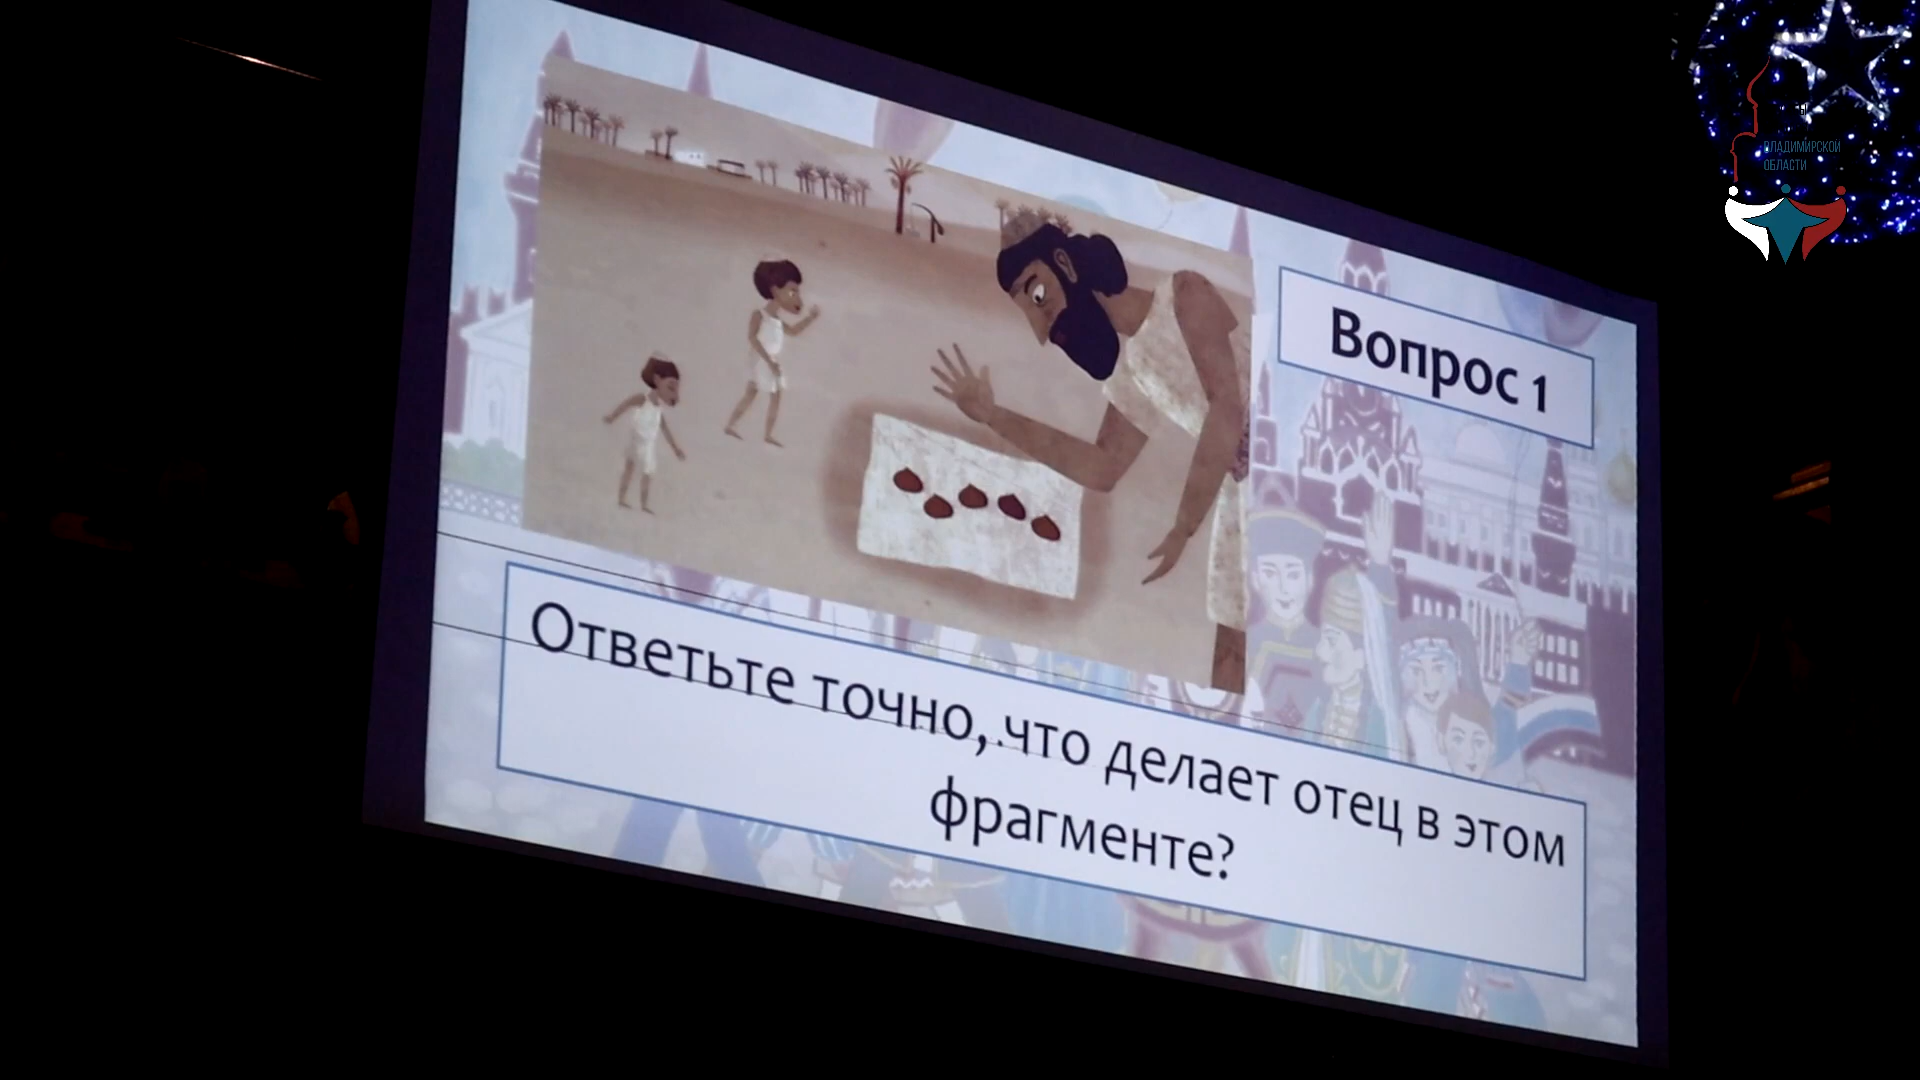 ВЛАДИМИРСКОЙ
ОБЛАСТИ
Вопрос 1
Ответьте точно, что делает отец в этом
фрагменте?